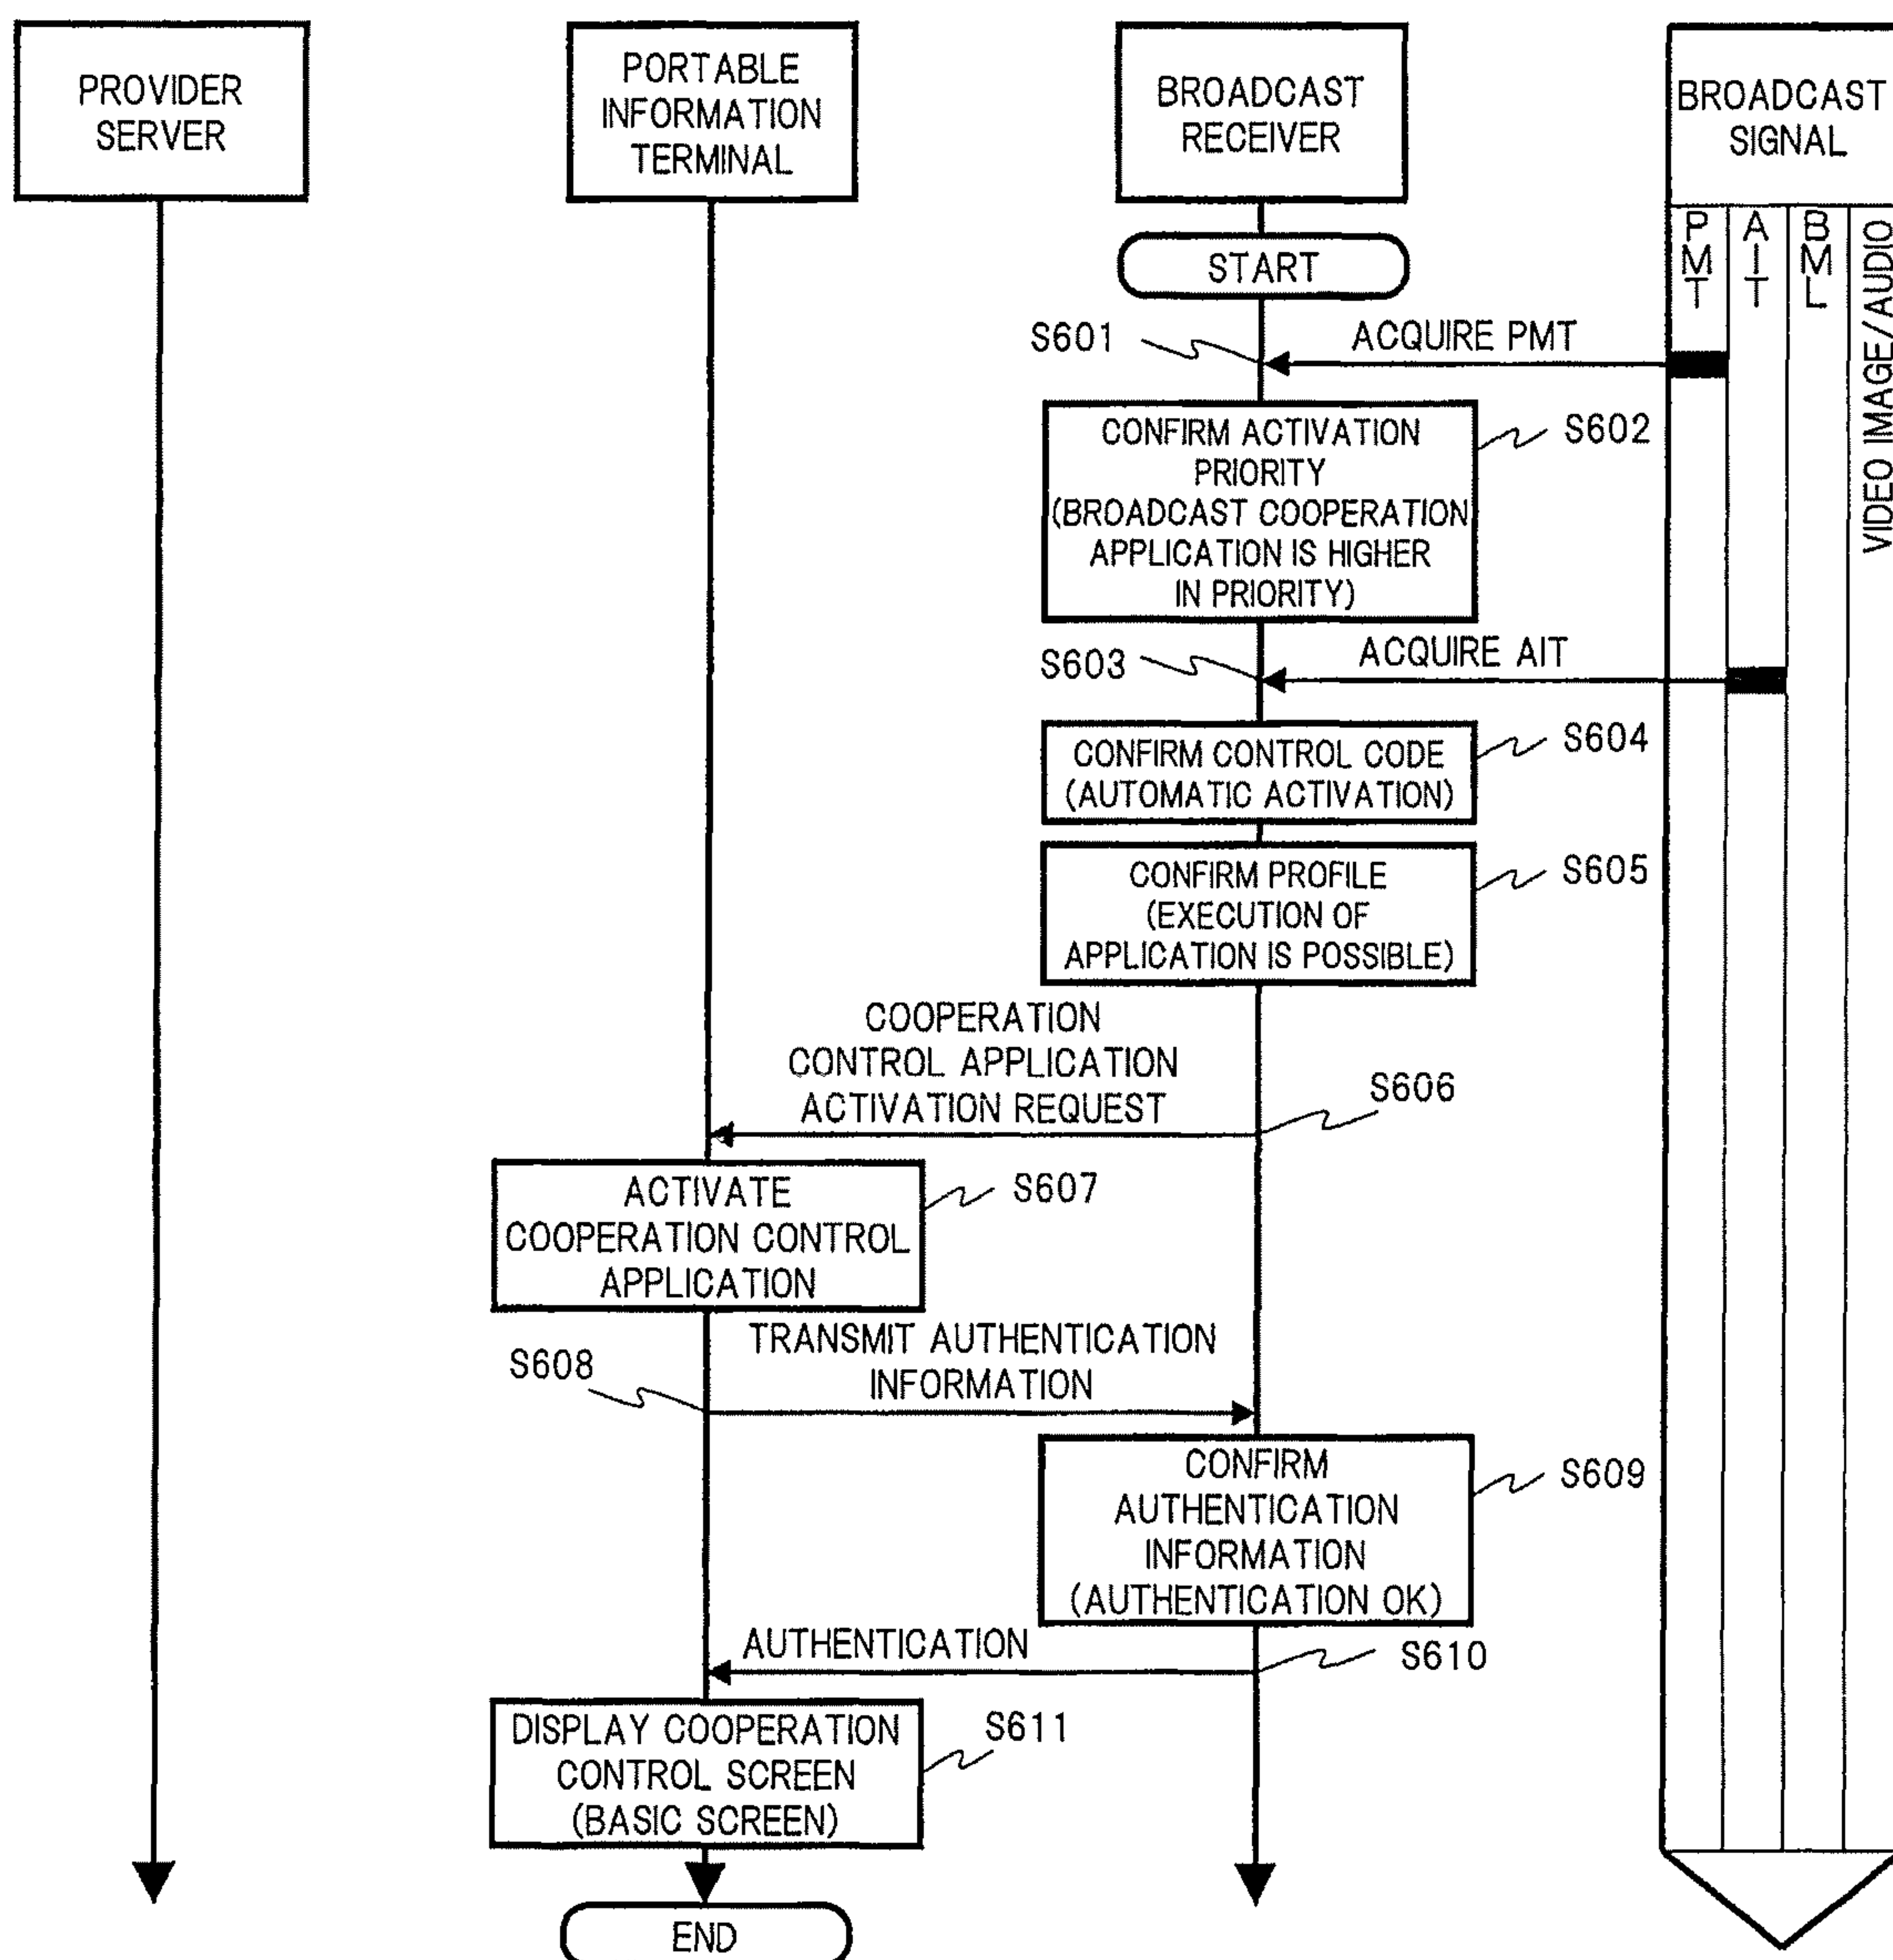 PROVIDER
SERVER
PORTABLE
INFORMATION
TERMINAL
BROADCAST
RECEIVER
BROADCAST
SIGNAL
PMT
AIT
BML
VIDEO IMAGE/AUDIO
START
S601
ACQUIRE PMT
CONFIRM ACTIVATION
PRIORITY
(BROADCAST COOPERATION
APPLICATION IS HIGHER
IN PRIORITY)
S602
S603
ACQUIRE AIT
CONFIRM CONTROL CODE
(AUTOMATIC ACTIVATION)
S604
CONFIRM PROFILE
(EXECUTION OF
APPLICATION IS POSSIBLE)
S605
COOPERATION
CONTROL APPLICATION
ACTIVATION REQUEST
S606
ACTIVATE
COOPERATION CONTROL
APPLICATION
S607
S608
TRANSMIT AUTHENTICATION
INFORMATION
CONFIRM
AUTHENTICATION
INFORMATION
(AUTHENTICATION OK)
S609
AUTHENTICATION
S610
DISPLAY COOPERATION
CONTROL SCREEN
(BASIC SCREEN)
S611
END